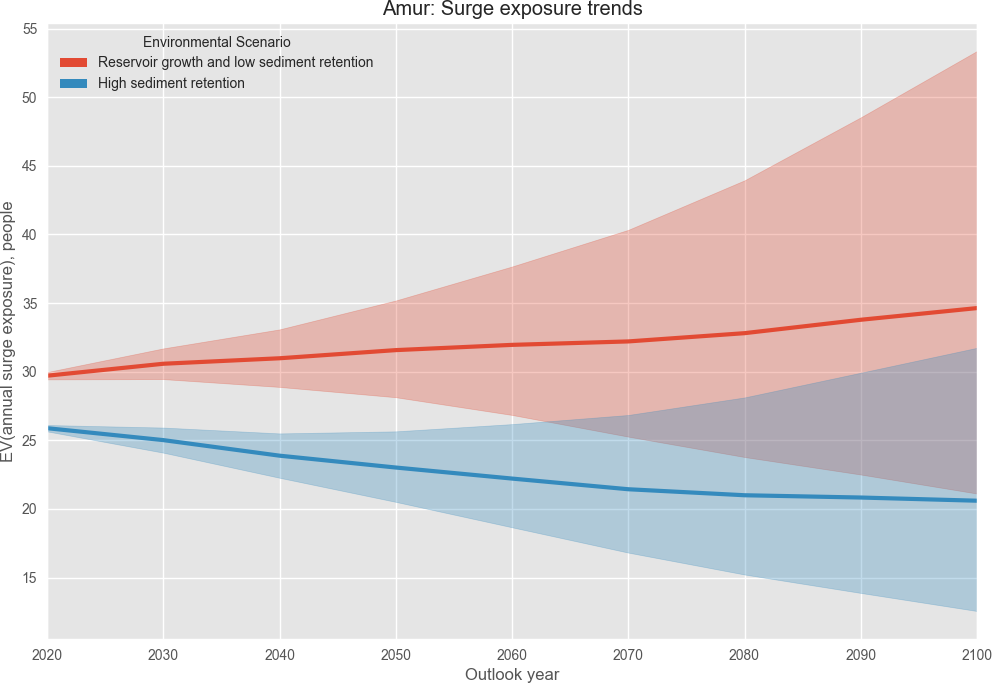 Amur: Surge exposure trends
Environmental Scenario
Reservoir growth and low sediment retention
High sediment retention
EV(annual surge exposure), people
55
50
45
40
35
30
25
20
15
2020 2030 2040 2050 2060 2070 2080 2090 2100
Outlook year